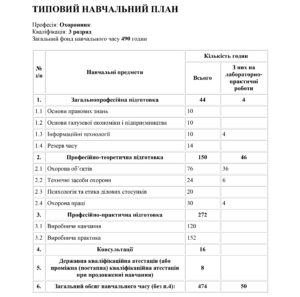 ТИПОВИЙ НАВЧАЛЬНИЙ ПЛАН
Професія: Охоронник
Кваліфікація: 3 розряд
Загальний фонд навчального часу 490 годин
№ з/п
Навчальні предмети
Кількість годин
Всього
З них на лабораторно-практичні роботи
1. Загальнопрофесійна підготовка 44 4
1.1 Основи правових знань 10
1.2 Основи галузевої економіки і підприємництва 10
1.3 Інформаційні технології 10 4
1.4 Резерв часу 14
2. Професійно-теоретична підготовка 150 46
2.1 Охорона об'єктів 76 36
2.2 Технічні засоби охорони 24 6
2.3 Психологія та етика ділових стосунків 20
2.4 Охорона праці 30 4
3. Професійно-практична підготовка 272
3.1 Виробниче навчання 120
3.2 Виробнича практика 152
4. Консультації 16
5. Державна кваліфікаційна атестація (або
проміжна (поетапна) кваліфікаційна атестація
при продовженні навчання) 8
6. Загальний обсяг навчального часу (без п.4) 474 50